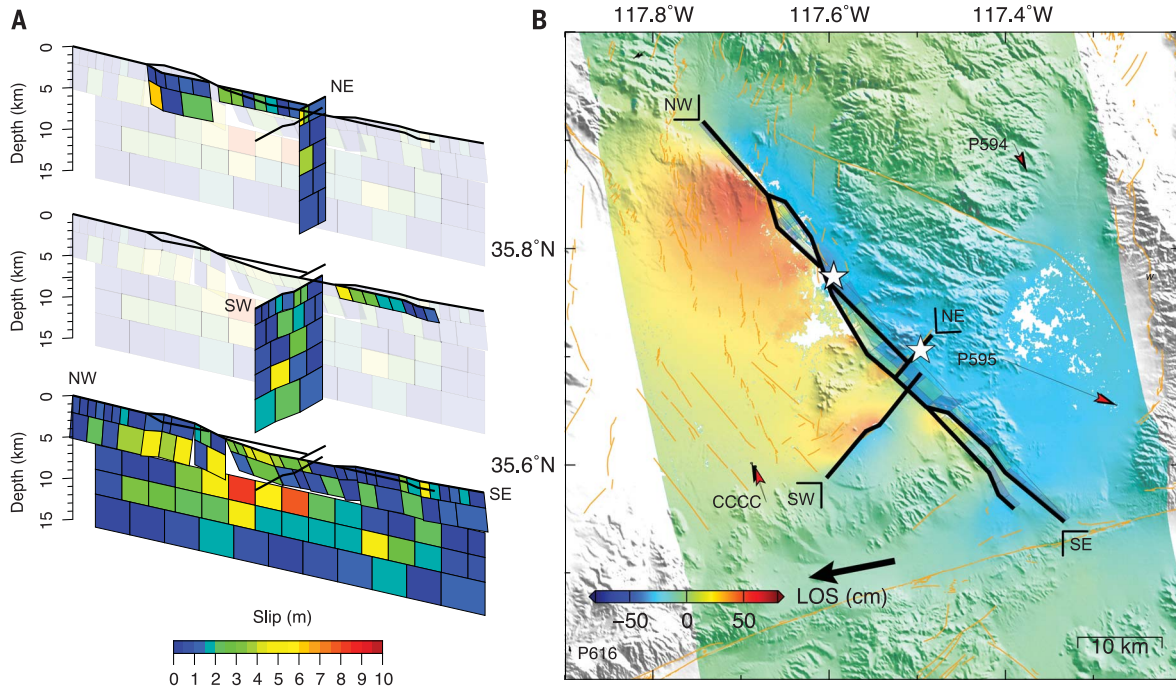 A
0
5
10
15
Depth (km)
NE
0
5
10
15
Depth (km)
SW
NW
0
5
10
15
Depth (km)
SE
Slip (m)
0 1 2 3 4 5 6 7 8 9 10
B
117.8˚W 117.6˚W 117.4˚W
35.8˚N
35.6˚N
NW
P594
NE
P595
CCCC
SW
SE
LOS (cm)
−50 0 50
P616
10 km